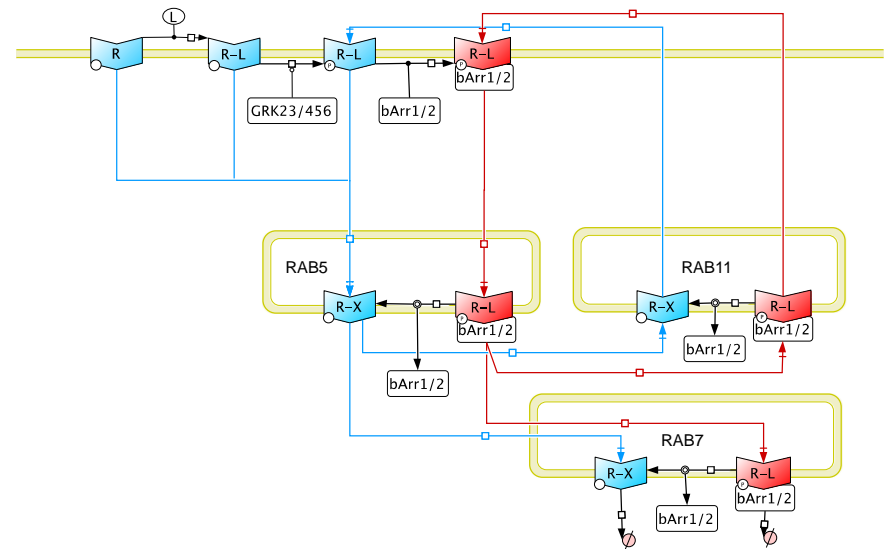 L
R
R-L
R-L
R-L
P
P
bArr1/2
GRK23/456
bArr1/2
RAB5
RAB11
R-X
R-L
R-X
R-L
P
P
bArr1/2
bArr1/2
bArr1/2
bArr1/2
RAB7
R-X
R-L
P
bArr1/2
bArr1/2